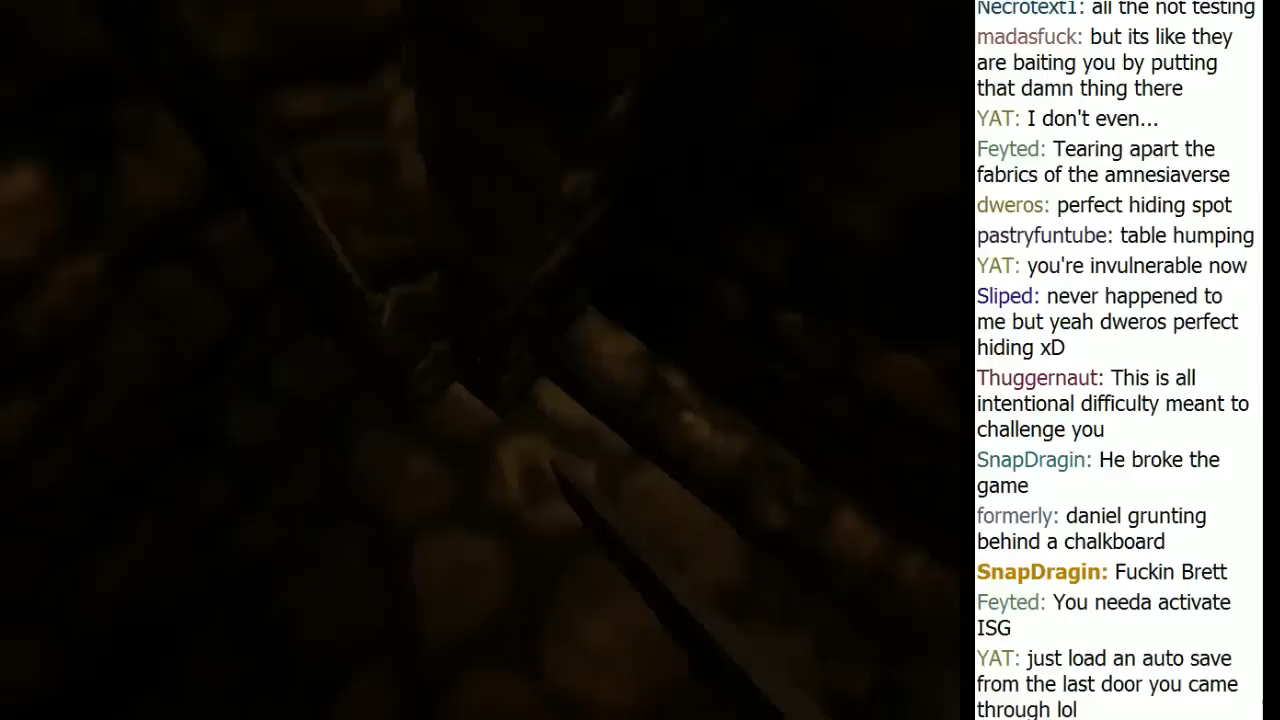 Necrotext1: all the not testing
madasfuck: but its like they
are baiting you by putting
that damn thing there
YAT: I don't even...
Feyted: Tearing apart the
fabrics of the amnesiaverse
dweros: perfect hiding spot
pastryfuntube: table humping
YAT: you're invulnerable now
Sliped: never happened to
me but yeah dweros perfect
hiding xD
Thuggernaut: This is all
intentional difficulty meant to
challenge you
SnapDragin: He broke the
game
formerly: daniel grunting
behind a chalkboard
SnapDragin: Fuckin Brett
Feyted: You needa activate
ISG
YAT: just load an auto save
from the last door you came
through lol